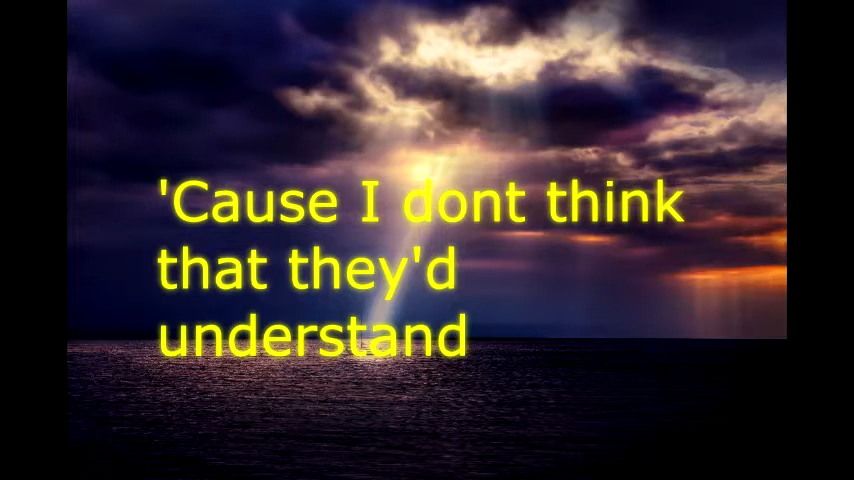 'Cause I dont think
that they'd
understand